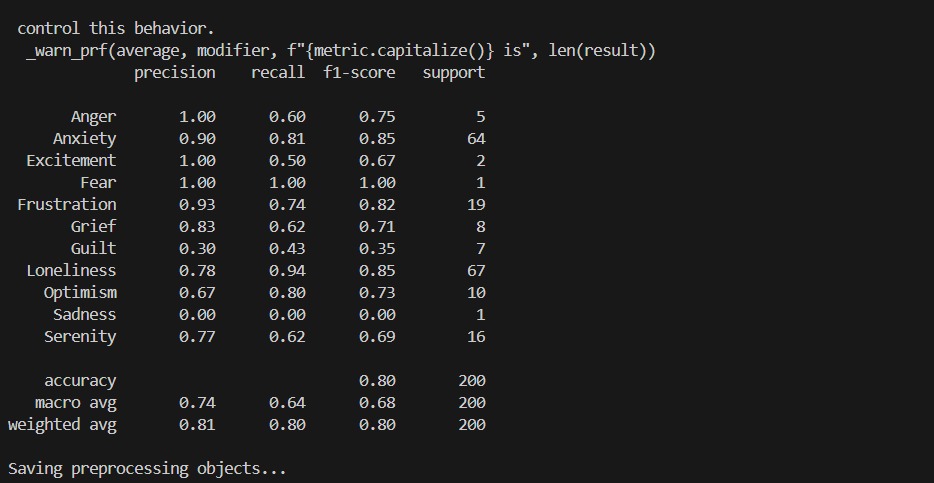 control this behavior.
_warn_prf(average, modifier, f"{metric.capitalize()} is", len(result))
precision recall f1-score support
Anger 1.00 0.60 0.75 5
Anxiety 0.90 0.81 0.85 64
Excitement 1.00 0.50 0.67 2
Fear 1.00 1.00 1.00 1
Frustration 0.93 0.74 0.82 19
Grief 0.83 0.62 0.71 8
Guilt 0.30 0.43 0.35 7
Loneliness 0.78 0.94 0.85 67
Optimism 0.67 0.80 0.73 10
Sadness 0.00 0.00 0.00 1
Serenity 0.77 0.62 0.69 16
accuracy 0.80 200
macro avg 0.74 0.64 0.68 200
weighted avg 0.81 0.80 0.80 200
Saving preprocessing objects...